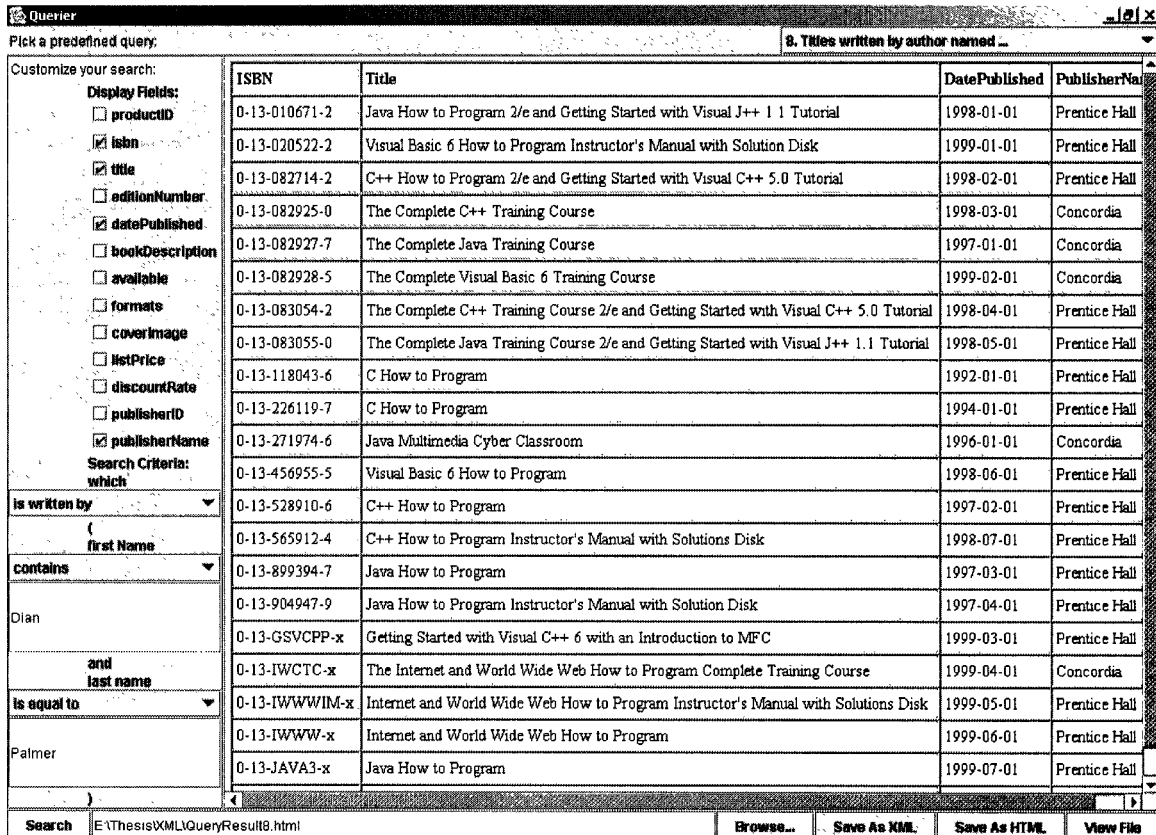 Querier
Pick a predefined query:
8. Titles written by author named ...
Customize your search:
Display Fields:
productID
isbn
title
editionNumber
datePublished
bookDescription
available
formats
coverImage
listPrice
discountRate
publisherID
publisherName
Search Criteria:
which
is written by
(
first Name
contains
Dian
and
last name
is equal to
Palmer
)
ISBN Title DatePublished PublisherNa
0-13-010671-2 Java How to Program 2/e and Getting Started with Visual J++ 1 1 Tutorial 1998-01-01 Prentice Hall
0-13-020522-2 Visual Basic 6 How to Program Instructor's Manual with Solution Disk 1999-01-01 Prentice Hall
0-13-082714-2 C++ How to Program 2/e and Getting Started with Visual C++ 5.0 Tutorial 1998-02-01 Prentice Hall
0-13-082925-0 The Complete C++ Training Course 1998-03-01 Concordia
0-13-082927-7 The Complete Java Training Course 1997-01-01 Concordia
0-13-082928-5 The Complete Visual Basic 6 Training Course 1999-02-01 Concordia
0-13-083054-2 The Complete C++ Training Course 2/e and Getting Started with Visual C++ 5.0 Tutorial 1998-04-01 Prentice Hall
0-13-083055-0 The Complete Java Training Course 2/e and Getting Started with Visual J++ 1.1 Tutorial 1998-05-01 Prentice Hall
0-13-118043-6 C How to Program 1992-01-01 Prentice Hall
0-13-226119-7 C How to Program 1994-01-01 Prentice Hall
0-13-271974-6 Java Multimedia Cyber Classroom 1996-01-01 Concordia
0-13-456955-5 Visual Basic 6 How to Program 1998-06-01 Prentice Hall
0-13-528910-6 C++ How to Program 1997-02-01 Prentice Hall
0-13-565912-4 C++ How to Program Instructor's Manual with Solutions Disk 1998-07-01 Prentice Hall
0-13-899394-7 Java How to Program 1997-03-01 Prentice Hall
0-13-904947-9 Java How to Program Instructor's Manual with Solution Disk 1997-04-01 Prentice Hall
0-13-GSVCPP-x Getting Started with Visual C++ 6 with an Introduction to MFC 1999-03-01 Prentice Hall
0-13-IWCTC-x The Internet and World Wide Web How to Program Complete Training Course 1999-04-01 Concordia
0-13-IWWWIM-x Internet and World Wide Web How to Program Instructor's Manual with Solutions Disk 1999-05-01 Prentice Hall
0-13-IWWW-x Internet and World Wide Web How to Program 1999-06-01 Prentice Hall
0-13-JAVA3-x Java How to Program 1999-07-01 Prentice Hall
Search E:\Thesis\XML\QueryResult8.html Browse... Save As XML Save As HTML View File